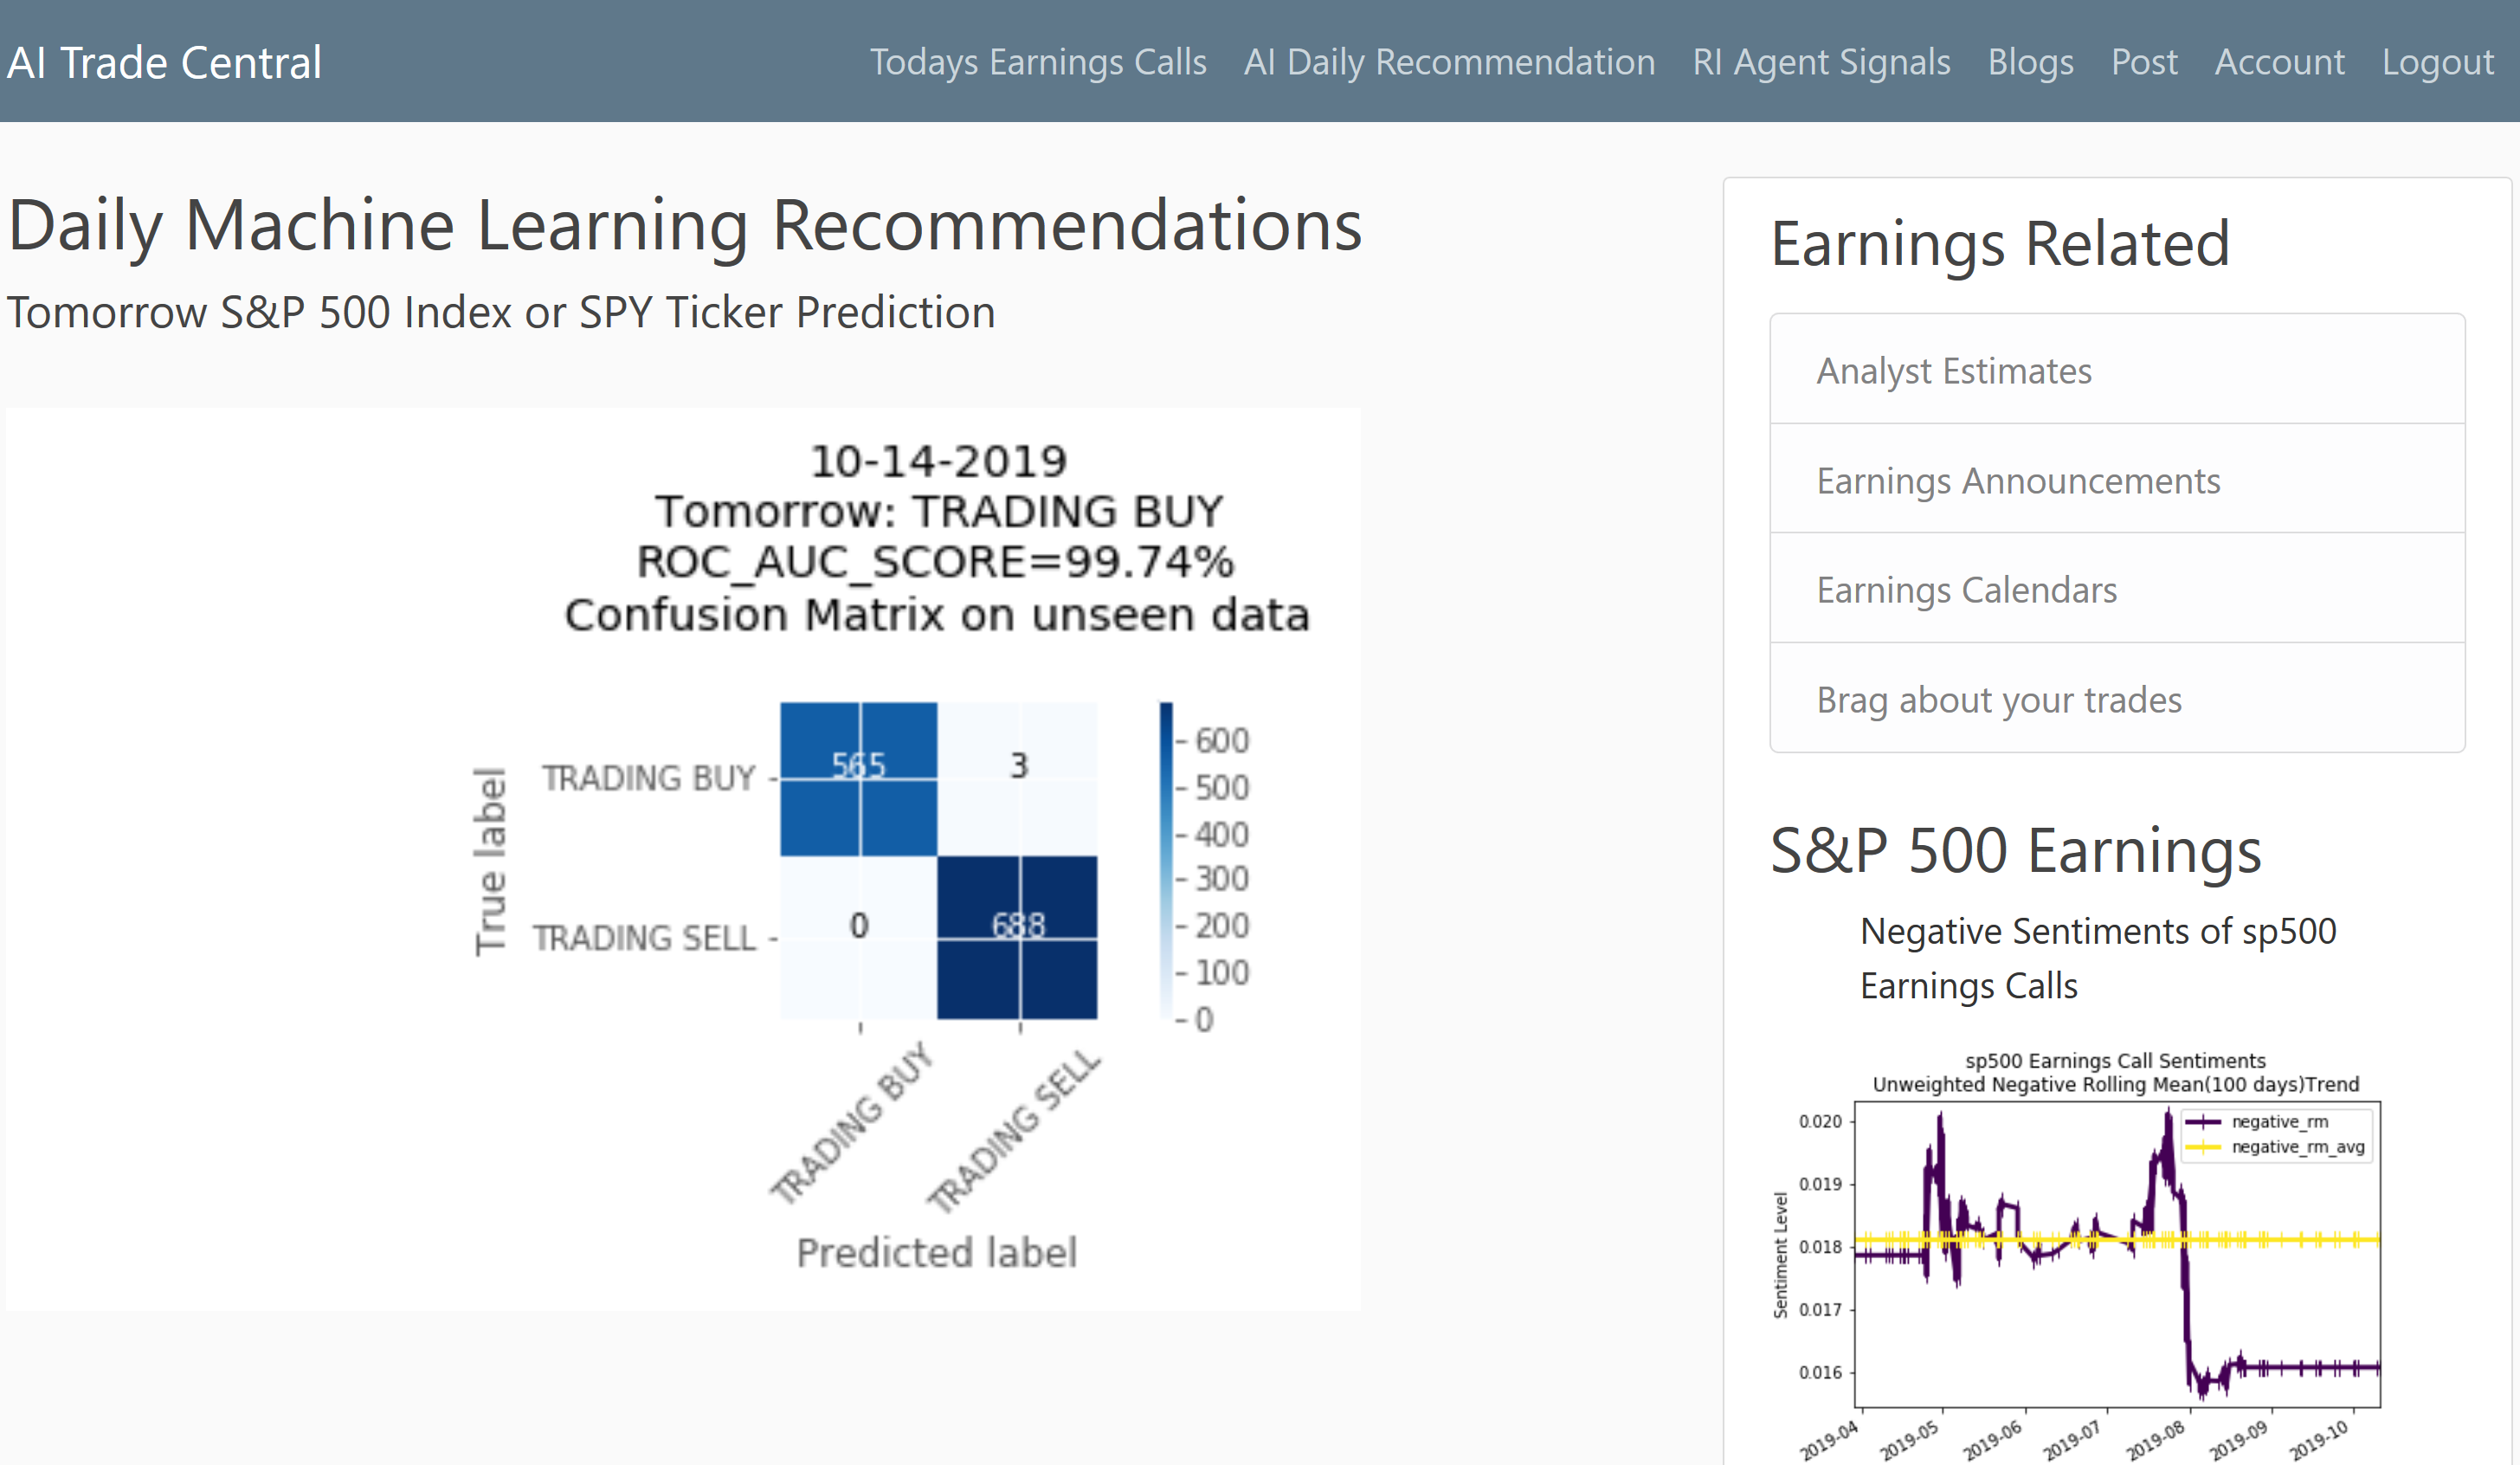 AI Trade Central
Todays Earnings Calls
AI Daily Recommendation
RI Agent Signals
Blogs
Post
Account
Logout
Daily Machine Learning Recommendations
Tomorrow S&P 500 Index or SPY Ticker Prediction
10-14-2019
Tomorrow: TRADING BUY
ROC_AUC_SCORE=99.74%
Confusion Matrix on unseen data
True label
TRADING BUY
TRADING SELL
565
3
0
688
600
500
400
300
200
100
0
TRADING BUY
TRADING SELL
Predicted label
Earnings Related
Analyst Estimates
Earnings Announcements
Earnings Calendars
Brag about your trades
S&P 500 Earnings
Negative Sentiments of sp500
Earnings Calls
sp500 Earnings Call Sentiments
Unweighted Negative Rolling Mean(100 days)Trend
negative_rm
negative_rm_avg
Sentiment Level
0.020
0.019
0.018
0.017
0.016
2019-04
2019-05
2019-06
2019-07
2019-08
2019-09
2019-10